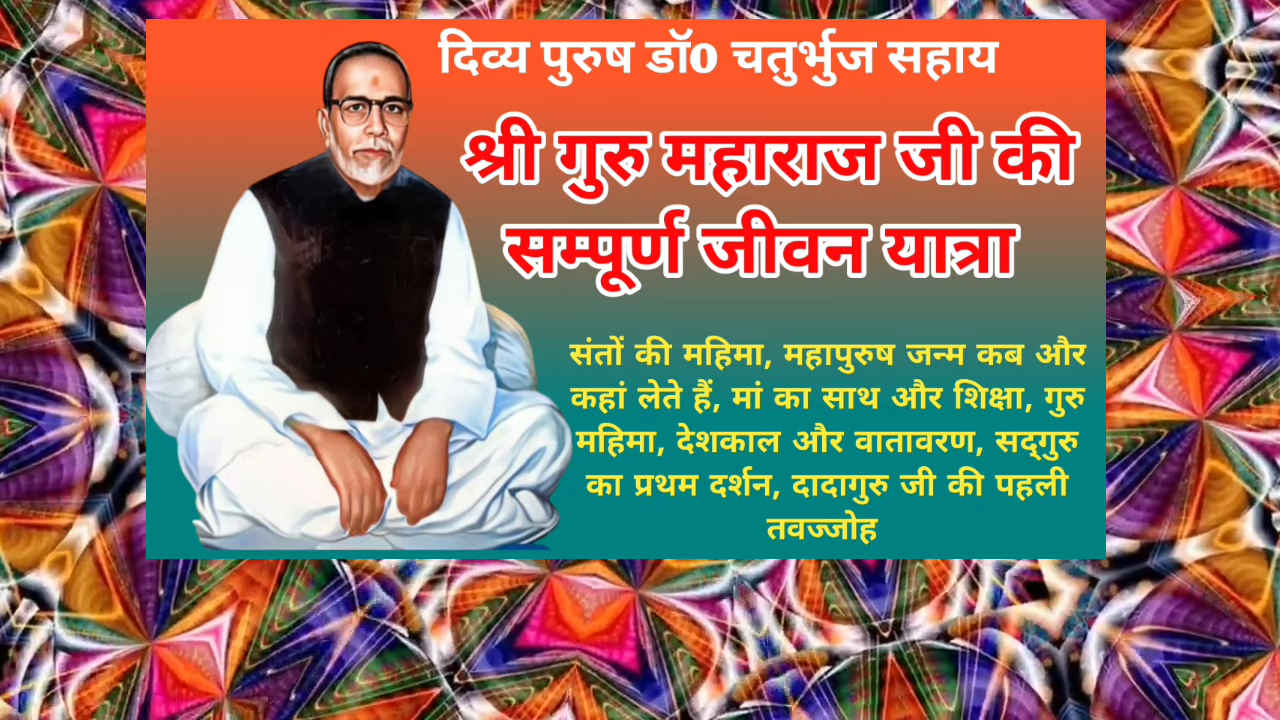 दिव्य पुरुष डॉ0 चतुर्भुज सहाय
श्री गुरु महाराज जी की
सम्पूर्ण जीवन यात्रा
संतों की महिमा, महापुरुष जन्म कब और
कहां लेते हैं, मां का साथ और शिक्षा, गुरु
महिमा, देशकाल और वातावरण, सद्गुरु
का प्रथम दर्शन, दादागुरु जी की पहली
तवज्जोह